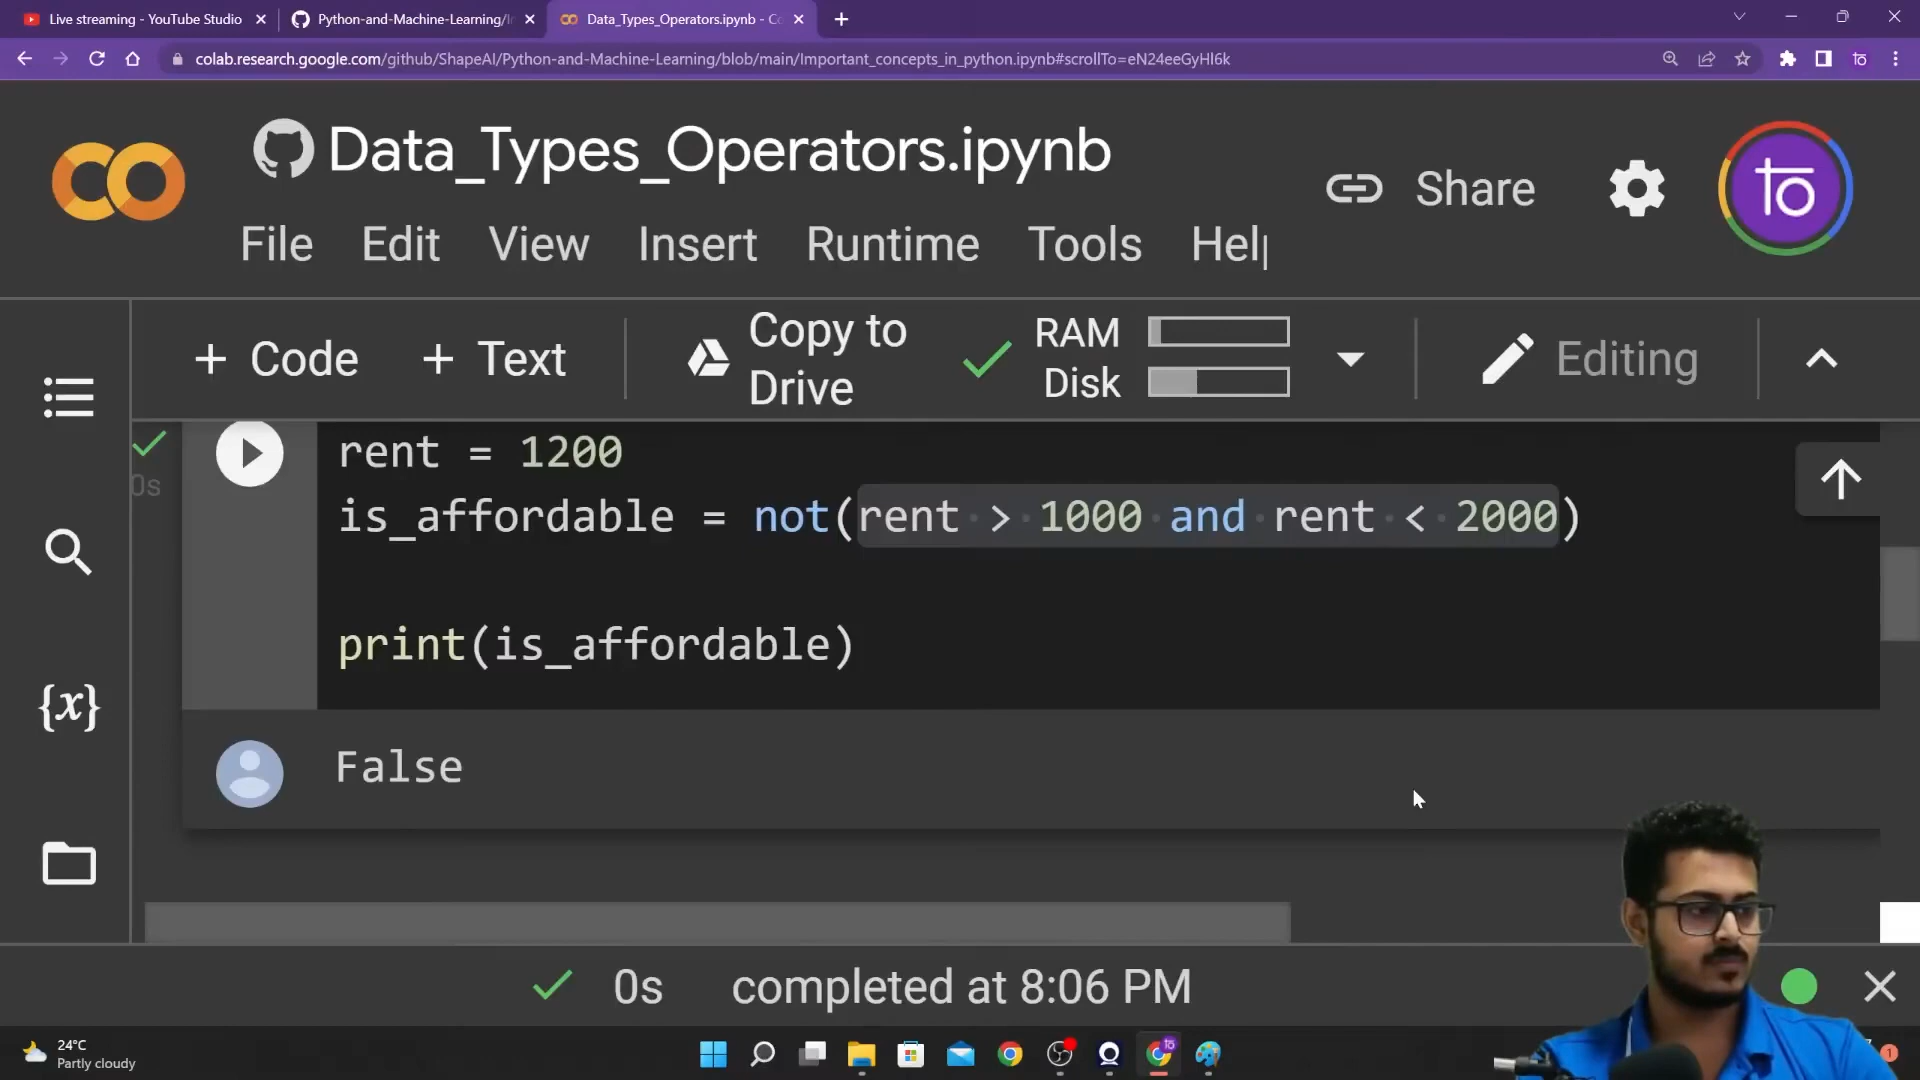 Live streaming - YouTube Studio
Python-and-Machine-Learning/I
Data_Types_Operators.ipynb - Co
colab.research.google.com/github/ShapeAI/Python-and-Machine-Learning/blob/main/Important_concepts_in_python.ipynb#scrollTo=eN24eeGyHl6k
Data_Types_Operators.ipynb
File Edit View Insert Runtime Tools Help
Share
to
+ Code + Text
Copy to
Drive
RAM
Disk
Editing
0s
rent = 1200
is_affordable = not(rent > 1000 and rent < 2000)
print(is_affordable)
{x}
False
0s completed at 8:06 PM
24°C
Partly cloudy
1